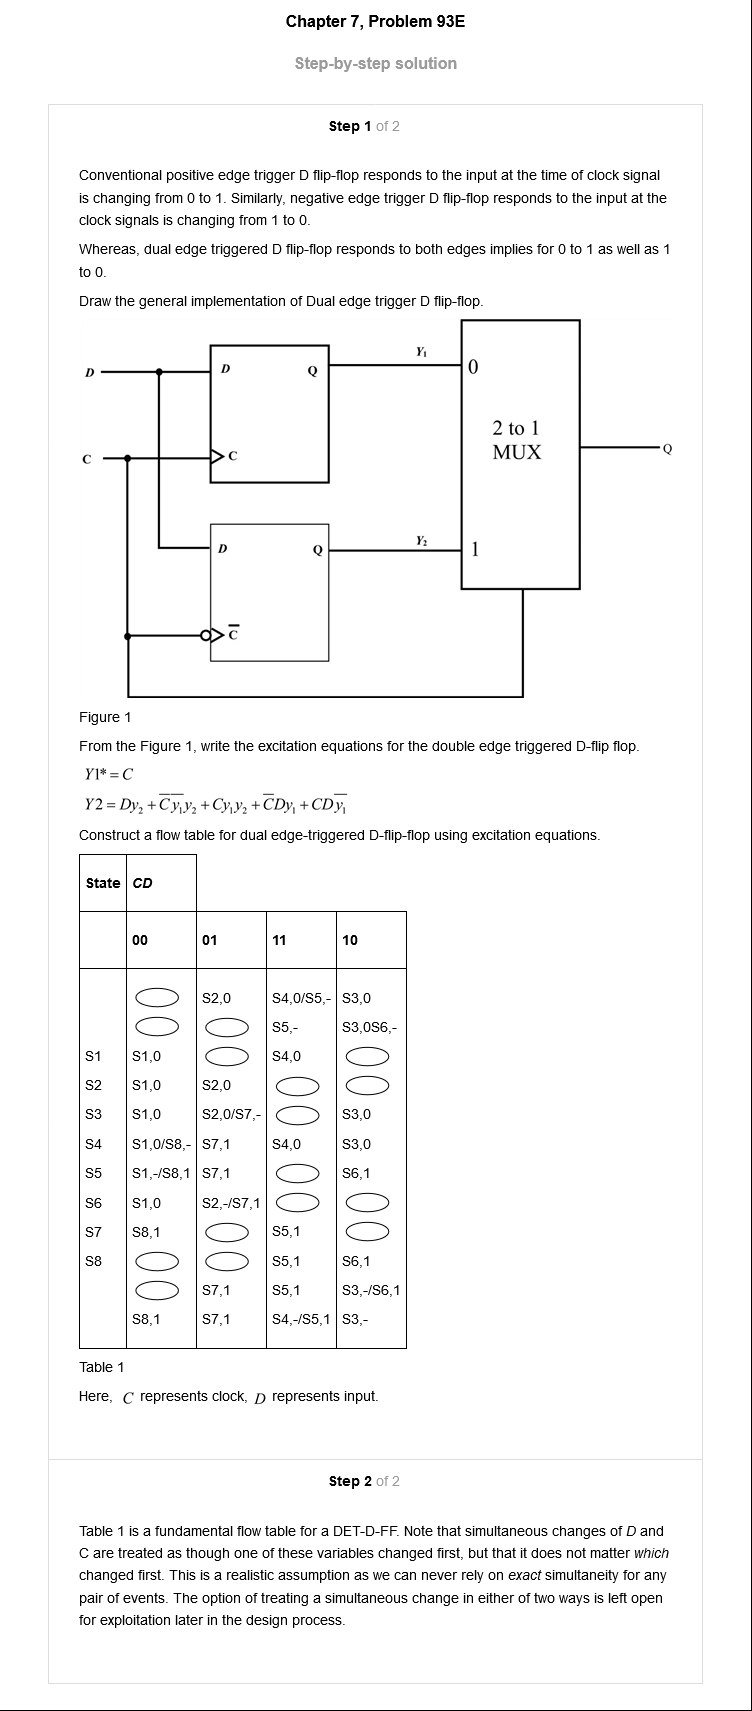 Chapter 7, Problem 93E
Step-by-step solution
Step 1 of 2
Conventional positive edge trigger D flip-flop responds to the input at the time of clock signal
is changing from 0 to 1. Similarly, negative edge trigger D flip-flop responds to the input at the
clock signals is changing from 1 to 0.
Whereas, dual edge triggered D flip-flop responds to both edges implies for 0 to 1 as well as 1
to 0.
Draw the general implementation of Dual edge trigger D flip-flop.
D D Q Y₁ 0
C C
2 to 1
MUX
Q
D Q Y₂ 1
C̅
Figure 1
From the Figure 1, write the excitation equations for the double edge triggered D-flip flop.
Y1* = C
Y2 = Dy₂ + C̅y̅₁y₂ + Cy₁y₂ + C̅Dy₁ + CDy̅₁
Construct a flow table for dual edge-triggered D-flip-flop using excitation equations.
State CD
00 01 11 10
S2,0 S4,0/S5,- S3,0
S5,- S3,0S6,-
S1 S1,0 S4,0
S2 S1,0 S2,0
S3 S1,0 S2,0/S7,- S3,0
S4 S1,0/S8,- S7,1 S4,0 S3,0
S5 S1,-/S8,1 S7,1 S6,1
S6 S1,0 S2,-/S7,1
S7 S8,1 S5,1
S8 S5,1 S6,1
S7,1 S5,1 S3,-/S6,1
S8,1 S7,1 S4,-/S5,1 S3,-
Table 1
Here, C represents clock, D represents input.
Step 2 of 2
Table 1 is a fundamental flow table for a DET-D-FF. Note that simultaneous changes of D and
C are treated as though one of these variables changed first, but that it does not matter which
changed first. This is a realistic assumption as we can never rely on exact simultaneity for any
pair of events. The option of treating a simultaneous change in either of two ways is left open
for exploitation later in the design process.